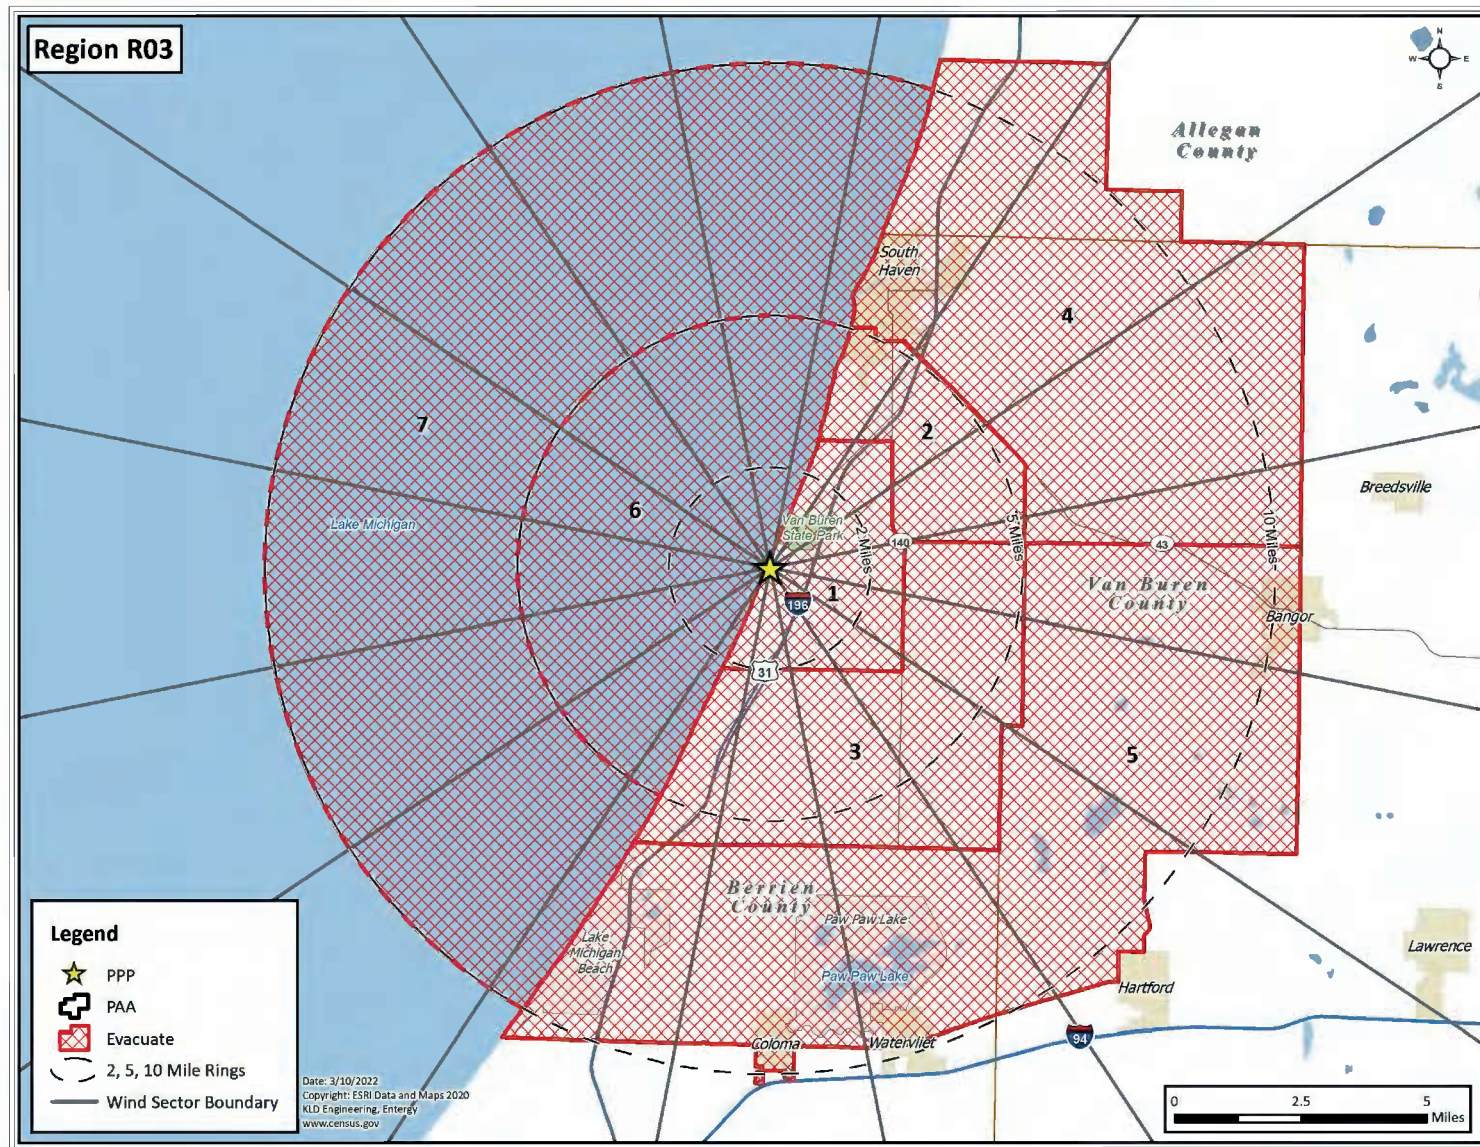 Region R03
N
W
E
S
Allegan
County
South
Haven
4
7
2
Breedsville
6
Lake Michigan
Van Buren
State Park
2 Miles
140
5 Miles
43
10 Miles
1
196
Van Buren
County
Bangor
31
3
5
Berrien
County
Paw Paw Lake
Lake
Michigan
Beach
Paw Paw Lake
Lawrence
Hartford
Coloma
Watervliet
94
Legend
PPP
PAA
Evacuate
2, 5, 10 Mile Rings
Wind Sector Boundary
Date: 3/10/2022
Copyright: ESRI Data and Maps 2020
KLD Engineering, Entergy
www.census.gov
0 2.5 5
Miles